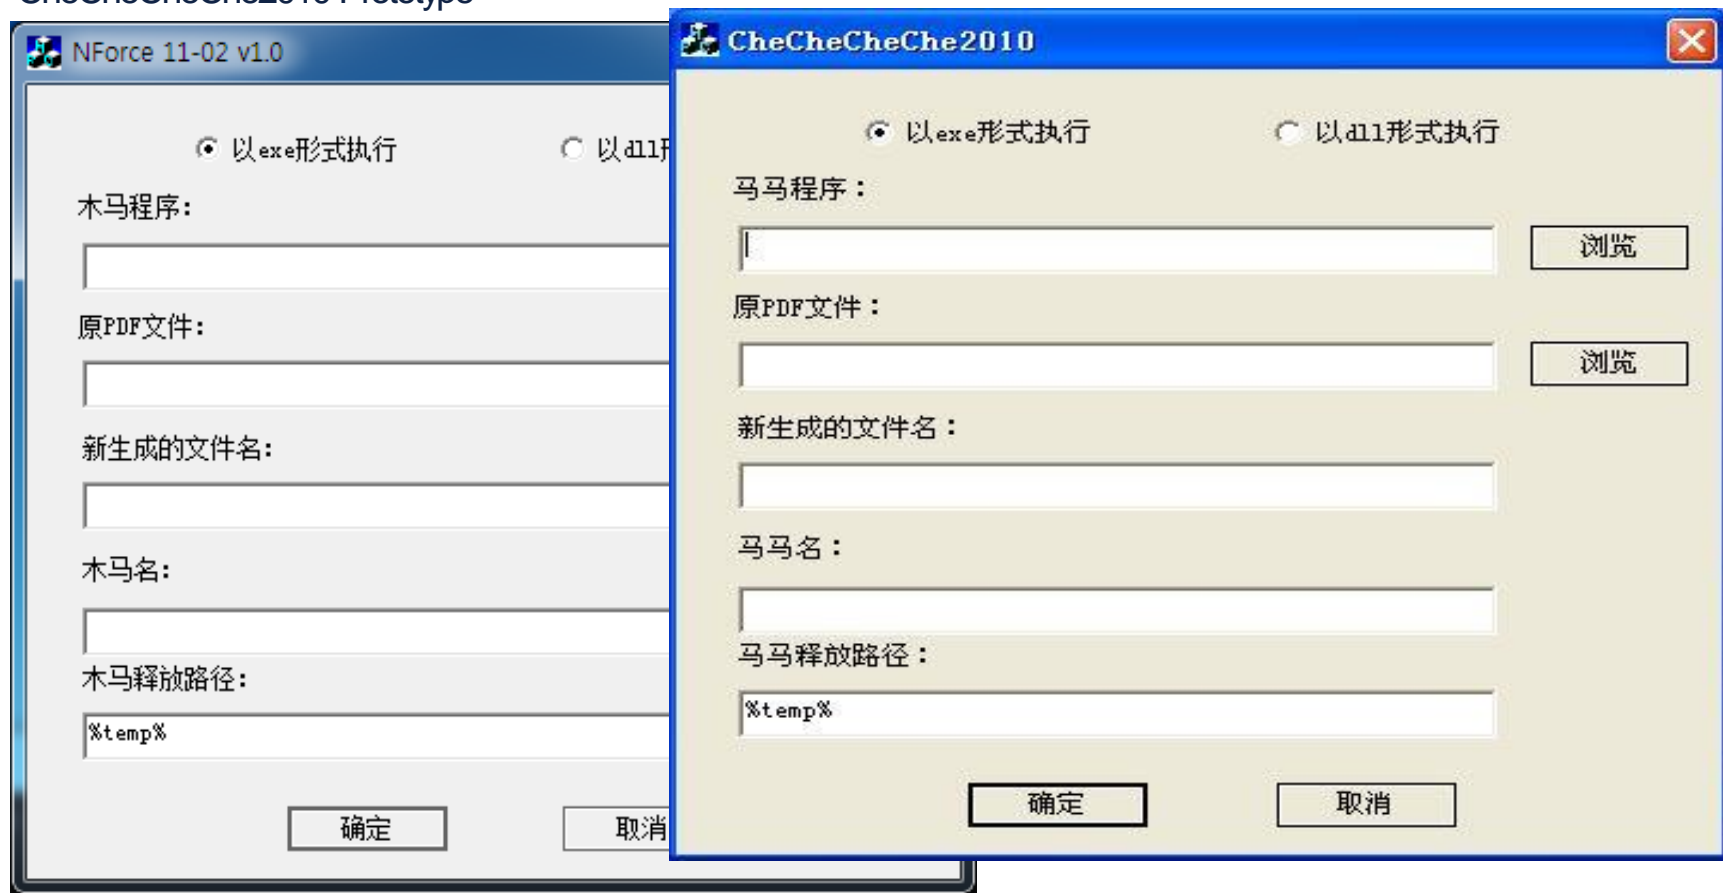 NForce 11-02 v1.0
以exe形式执行
以dll
木马程序:
原PDF文件:
新生成的文件名:
木马名:
木马释放路径:
%temp%
确定
取消
CheCheCheChe2010
以exe形式执行
以dll形式执行
马马程序：
浏览
原PDF文件：
浏览
新生成的文件名：
马马名：
马马释放路径：
%temp%
确定
取消